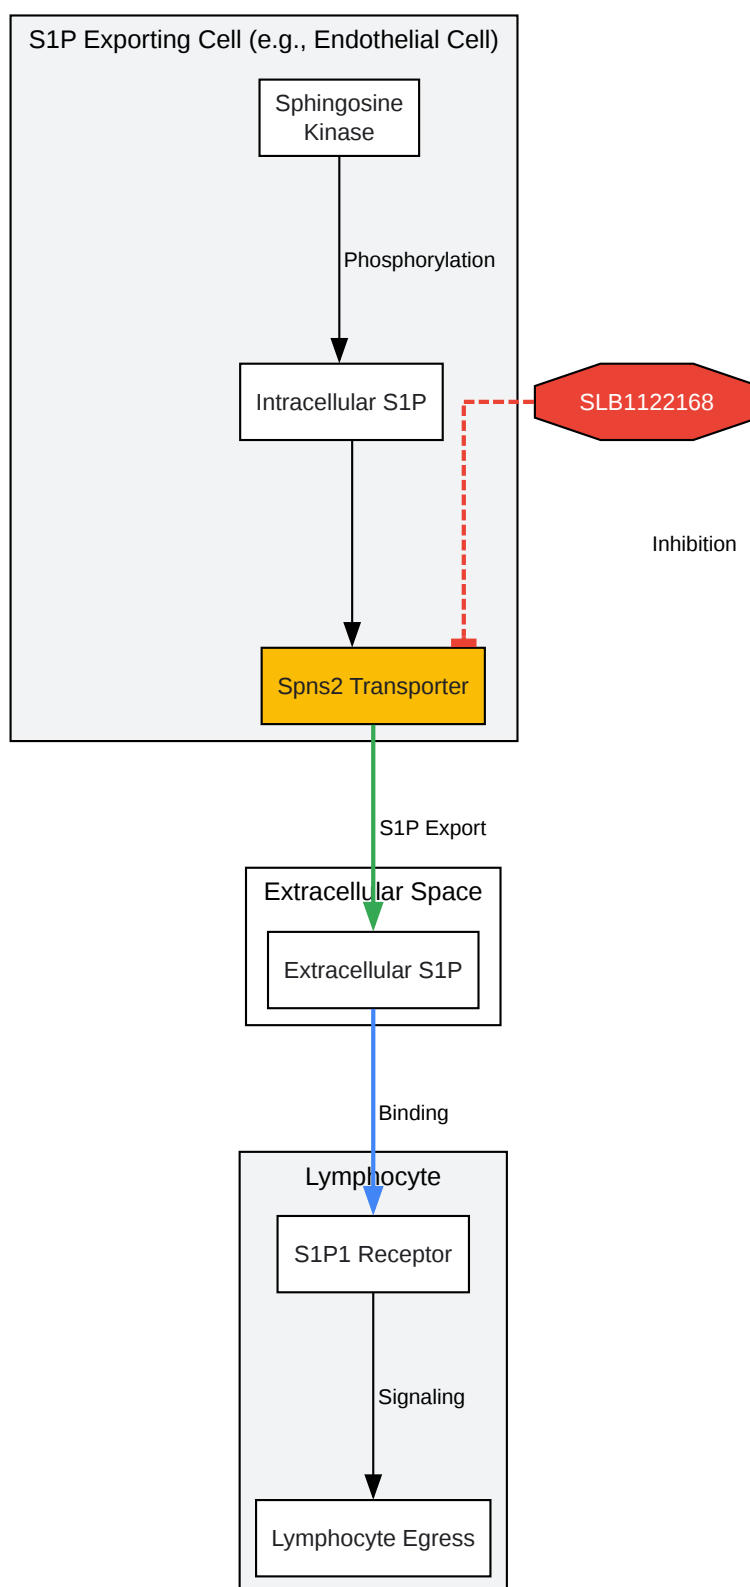 S1P Exporting Cell (e.g., Endothelial Cell)
Sphingosine
Kinase
Phosphorylation
Intracellular S1P
SLB1122168
Inhibition
Spns2 Transporter
S1P Export
Extracellular Space
Extracellular S1P
Binding
Lymphocyte
S1P1 Receptor
Signaling
Lymphocyte Egress